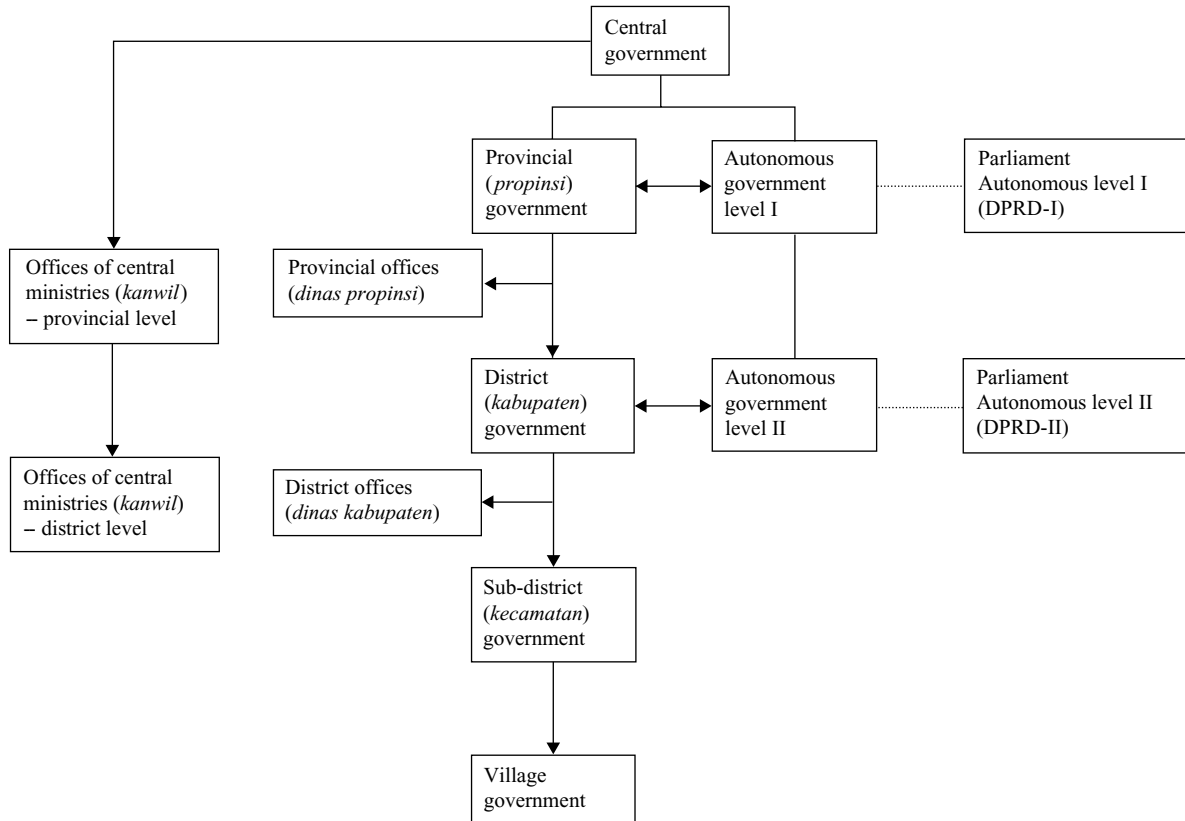 Central
government
Provincial
(propinsi)
government
Autonomous
government
level I
Parliament
Autonomous level I
(DPRD-I)
Offices of central
ministries (kanwil)
– provincial level
Provincial offices
(dinas propinsi)
District
(kabupaten)
government
Autonomous
government
level II
Parliament
Autonomous level II
(DPRD-II)
Offices of central
ministries (kanwil)
– district level
District offices
(dinas kabupaten)
Sub-district
(kecamatan)
government
Village
government